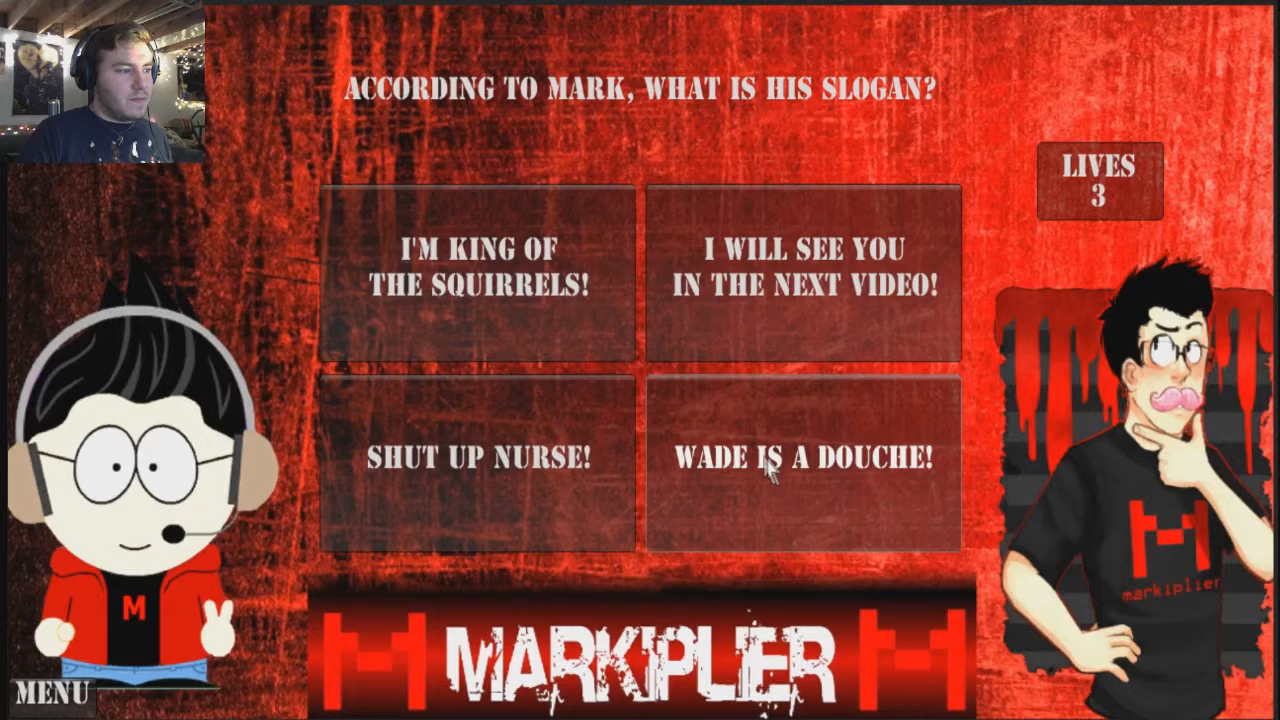 ACCORDING TO MARK, WHAT IS HIS SLOGAN?
LIVES
3
I'M KING OF
THE SQUIRRELS!
I WILL SEE YOU
IN THE NEXT VIDEO!
SHUT UP NURSE!
WADE IS A DOUCHE!
M
M
markiplier
M MARKIPLIER M
MENU